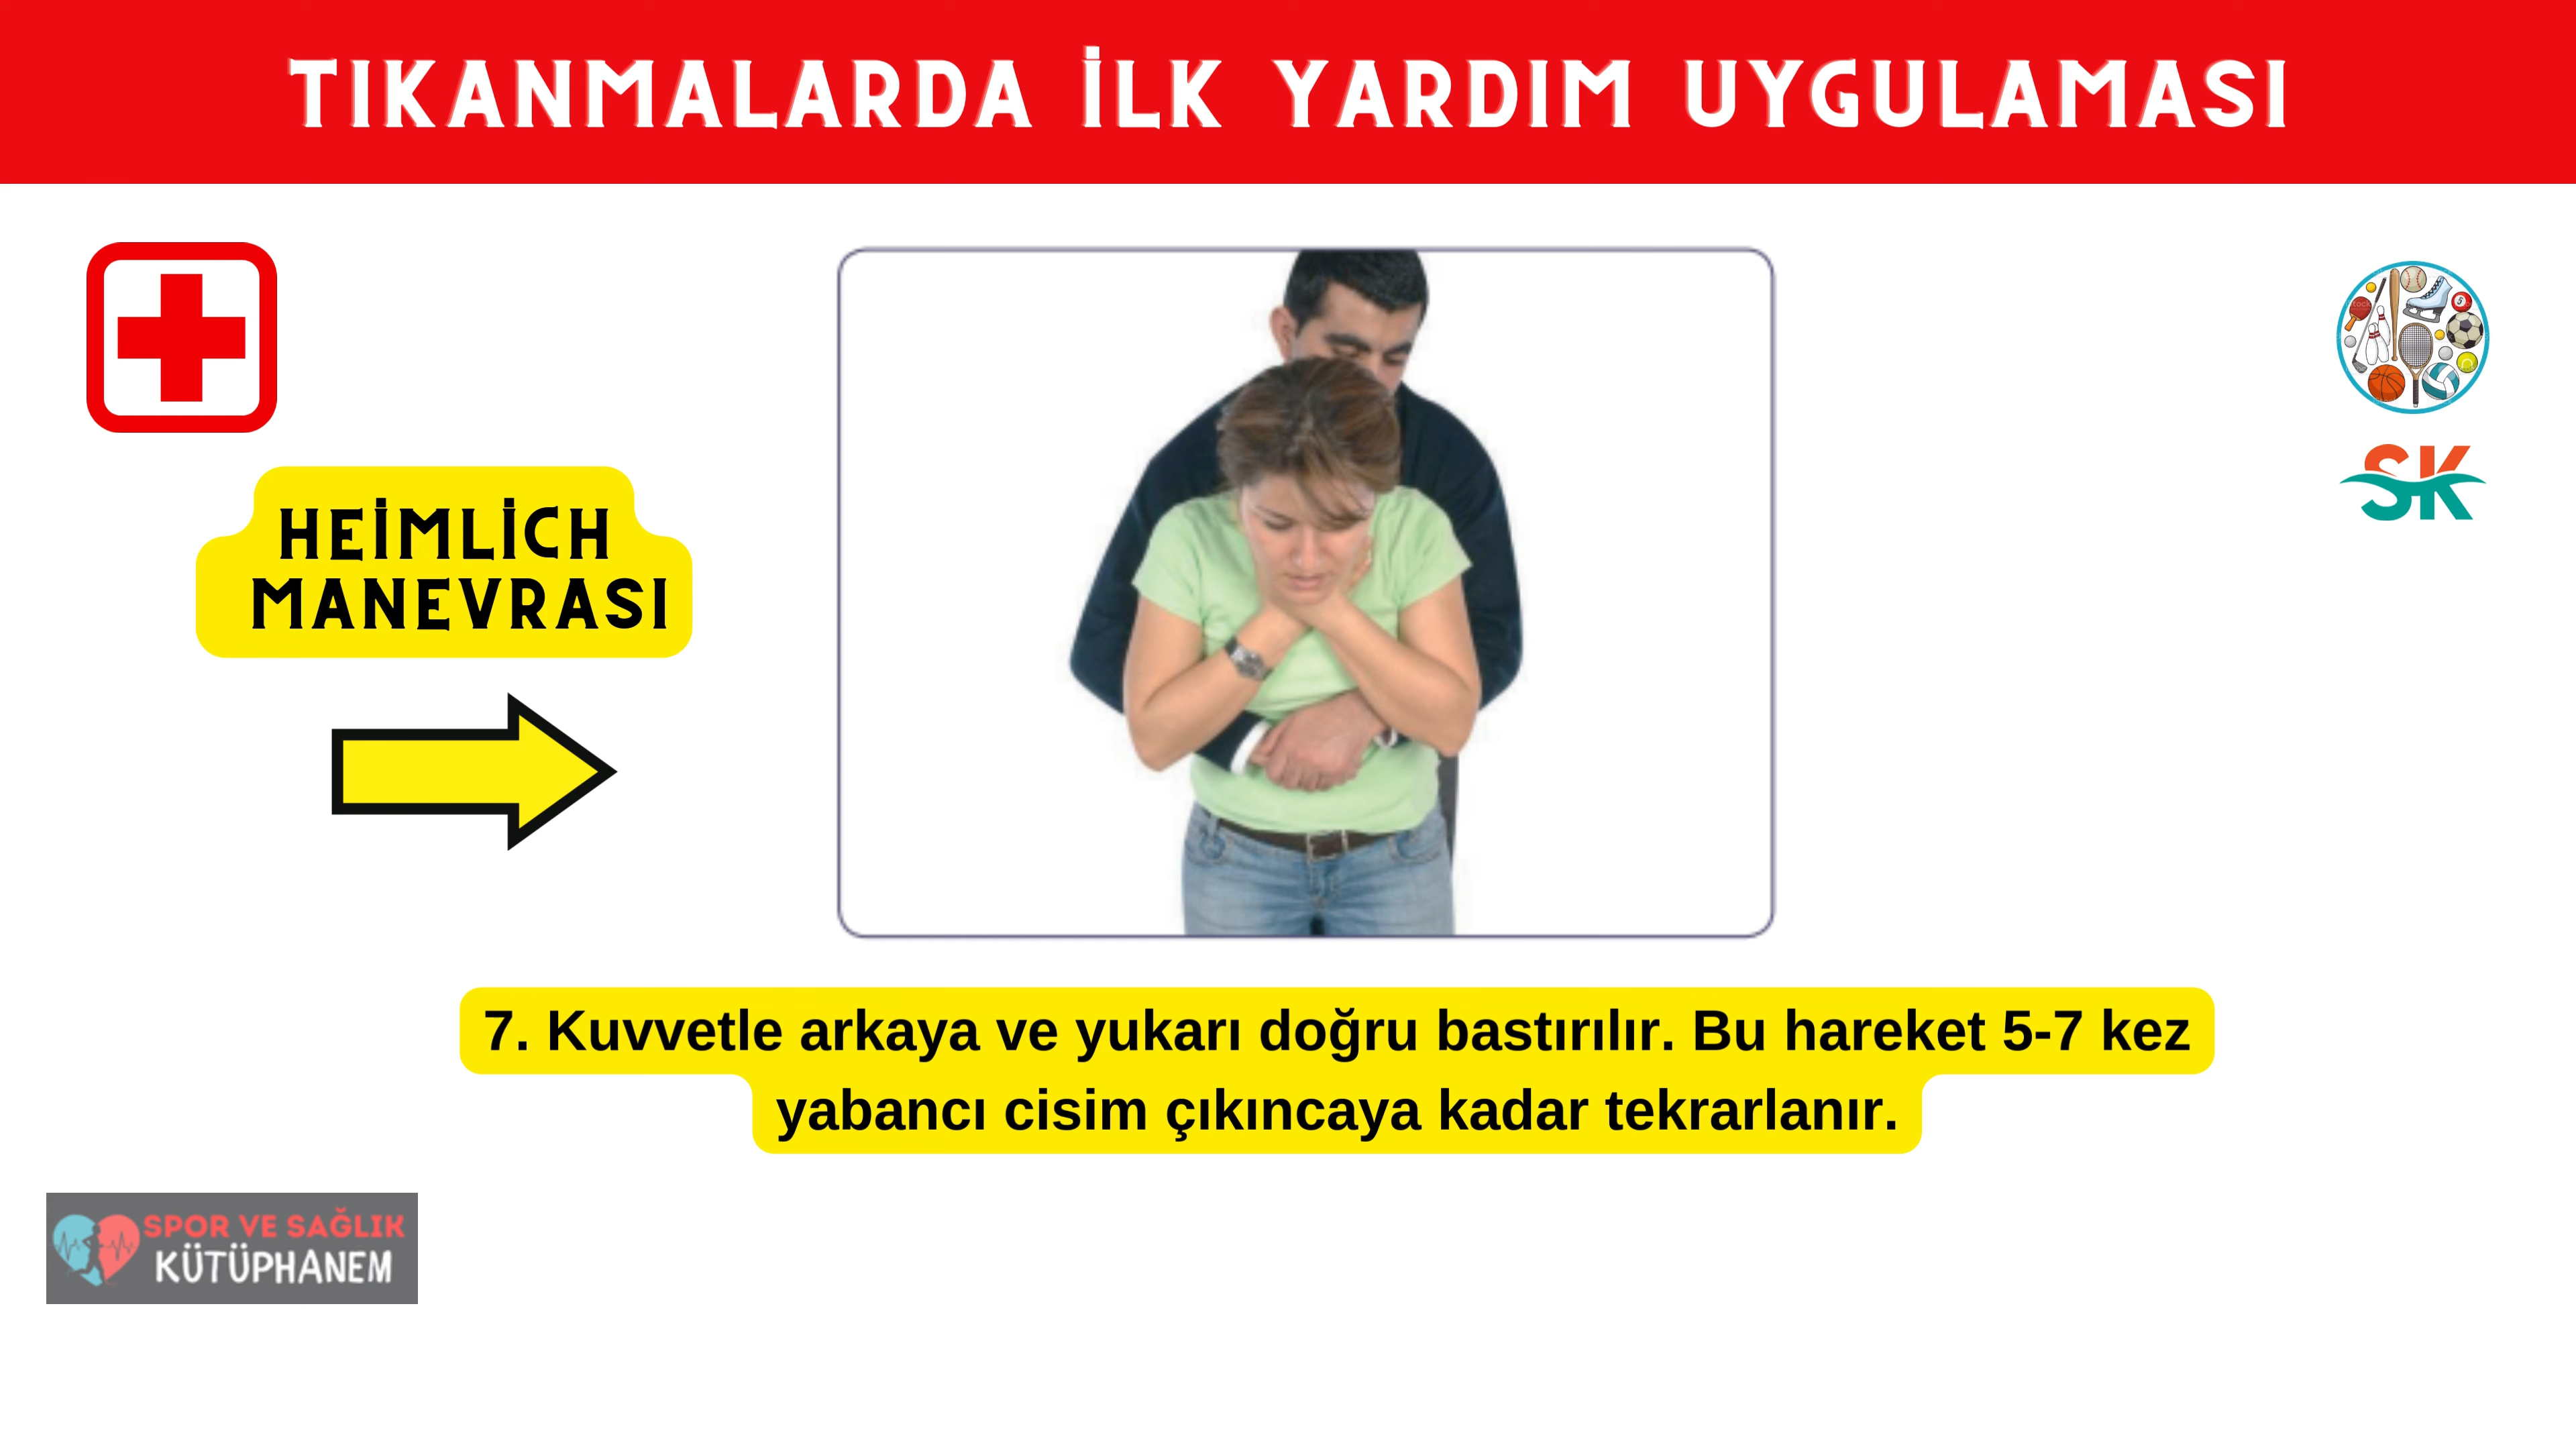 TIKANMALARDA İLK YARDIM UYGULAMASI
HEİMLİCH
MANEVRASI
SK
7. Kuvvetle arkaya ve yukarı doğru bastırılır. Bu hareket 5-7 kez
yabancı cisim çıkıncaya kadar tekrarlanır.
SPOR VE SAĞLIK
KÜTÜPHANEM